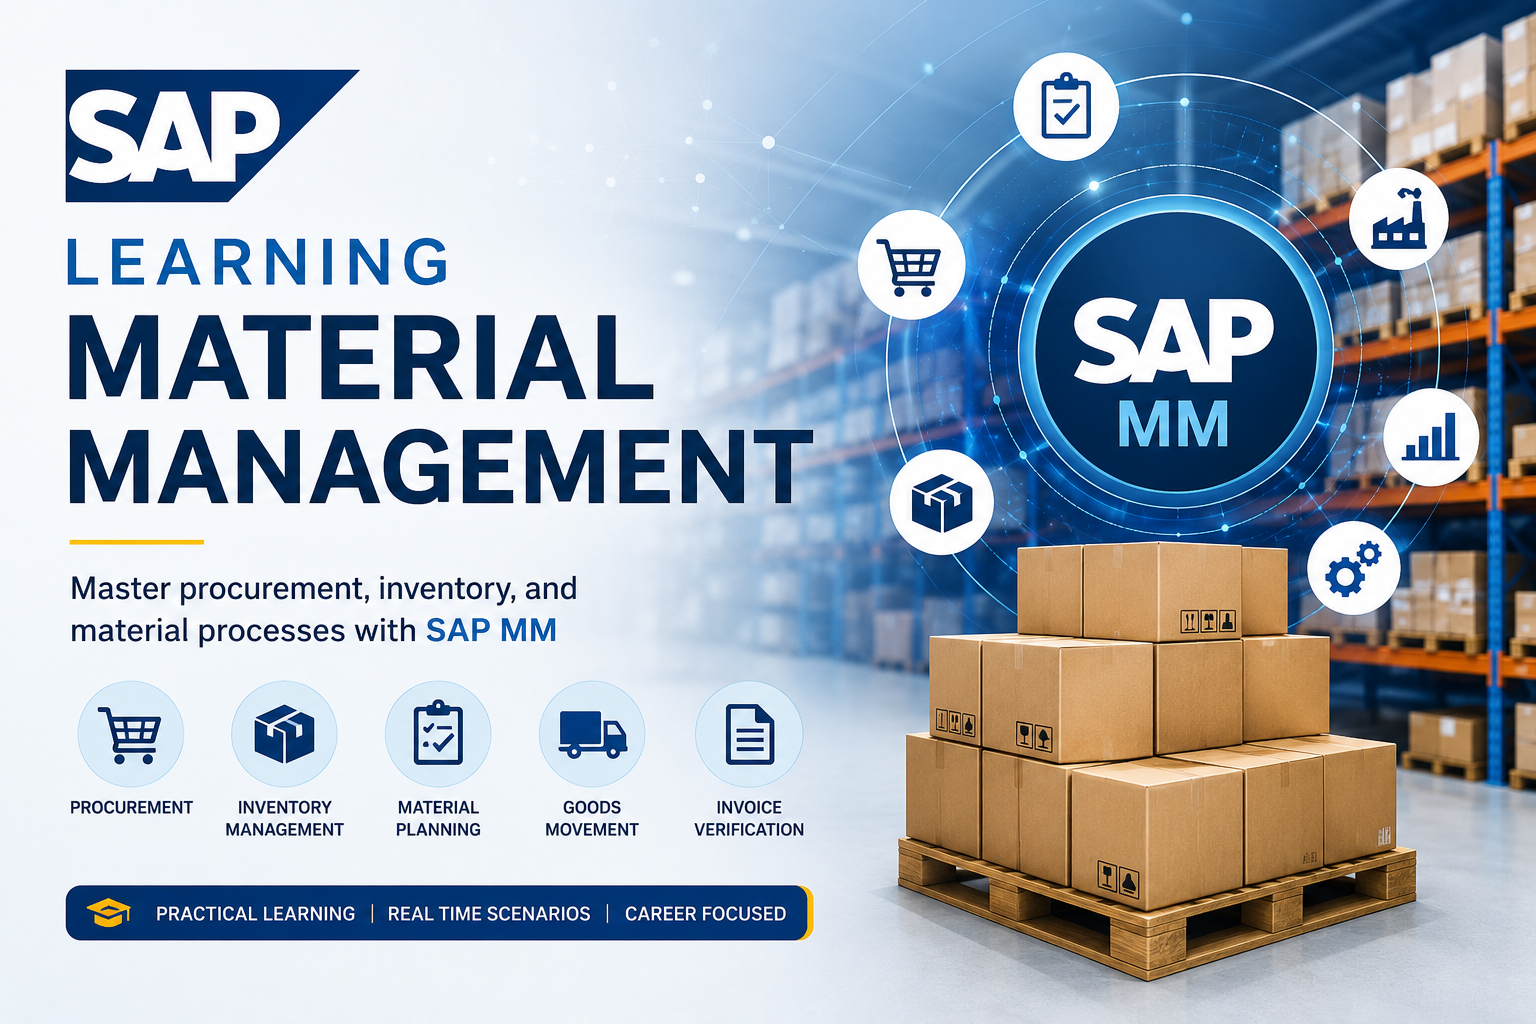 SAP
LEARNING
MATERIAL
MANAGEMENT
Master procurement, inventory, and
material processes with SAP MM
PROCUREMENT
INVENTORY
MANAGEMENT
MATERIAL
PLANNING
GOODS
MOVEMENT
INVOICE
VERIFICATION
PRACTICAL LEARNING | REAL TIME SCENARIOS | CAREER FOCUSED
SAP
MM